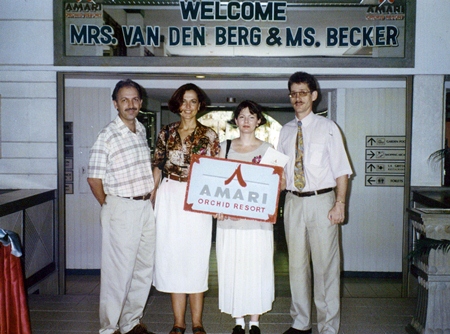 WELCOME
AMARI
AMARI
MRS. VAN DEN BERG & MS. BECKER
AMARI
ORCHID RESORT